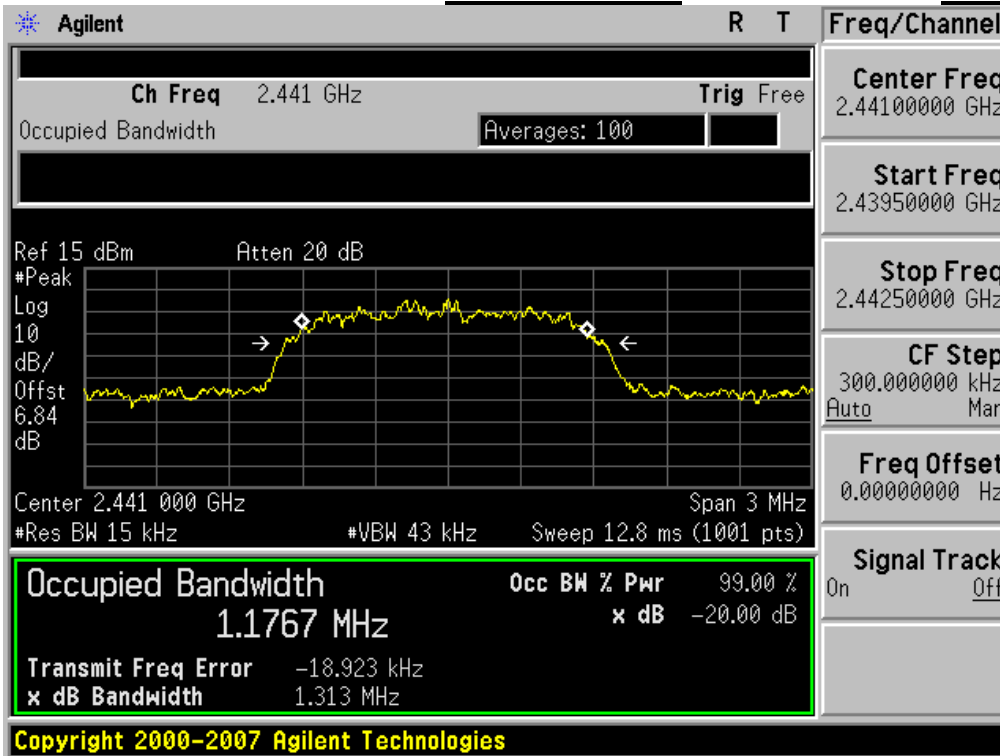 Agilent R T Freq/Channel
Ch Freq 2.441 GHz Trig Free
Occupied Bandwidth Averages: 100
Center Freq
2.44100000 GHz
Start Freq
2.43950000 GHz
Stop Freq
2.44250000 GHz
CF Step
300.000000 kHz
Auto Man
Freq Offset
0.00000000 Hz
Signal Track
On Off
Ref 15 dBm Atten 20 dB
#Peak
Log
10
dB/
Offst
6.84
dB
Center 2.441 000 GHz Span 3 MHz
#Res BW 15 kHz #VBW 43 kHz Sweep 12.8 ms (1001 pts)
Occupied Bandwidth Occ BW % Pwr 99.00 %
1.1767 MHz x dB -20.00 dB
Transmit Freq Error -18.923 kHz
x dB Bandwidth 1.313 MHz
Copyright 2000-2007 Agilent Technologies